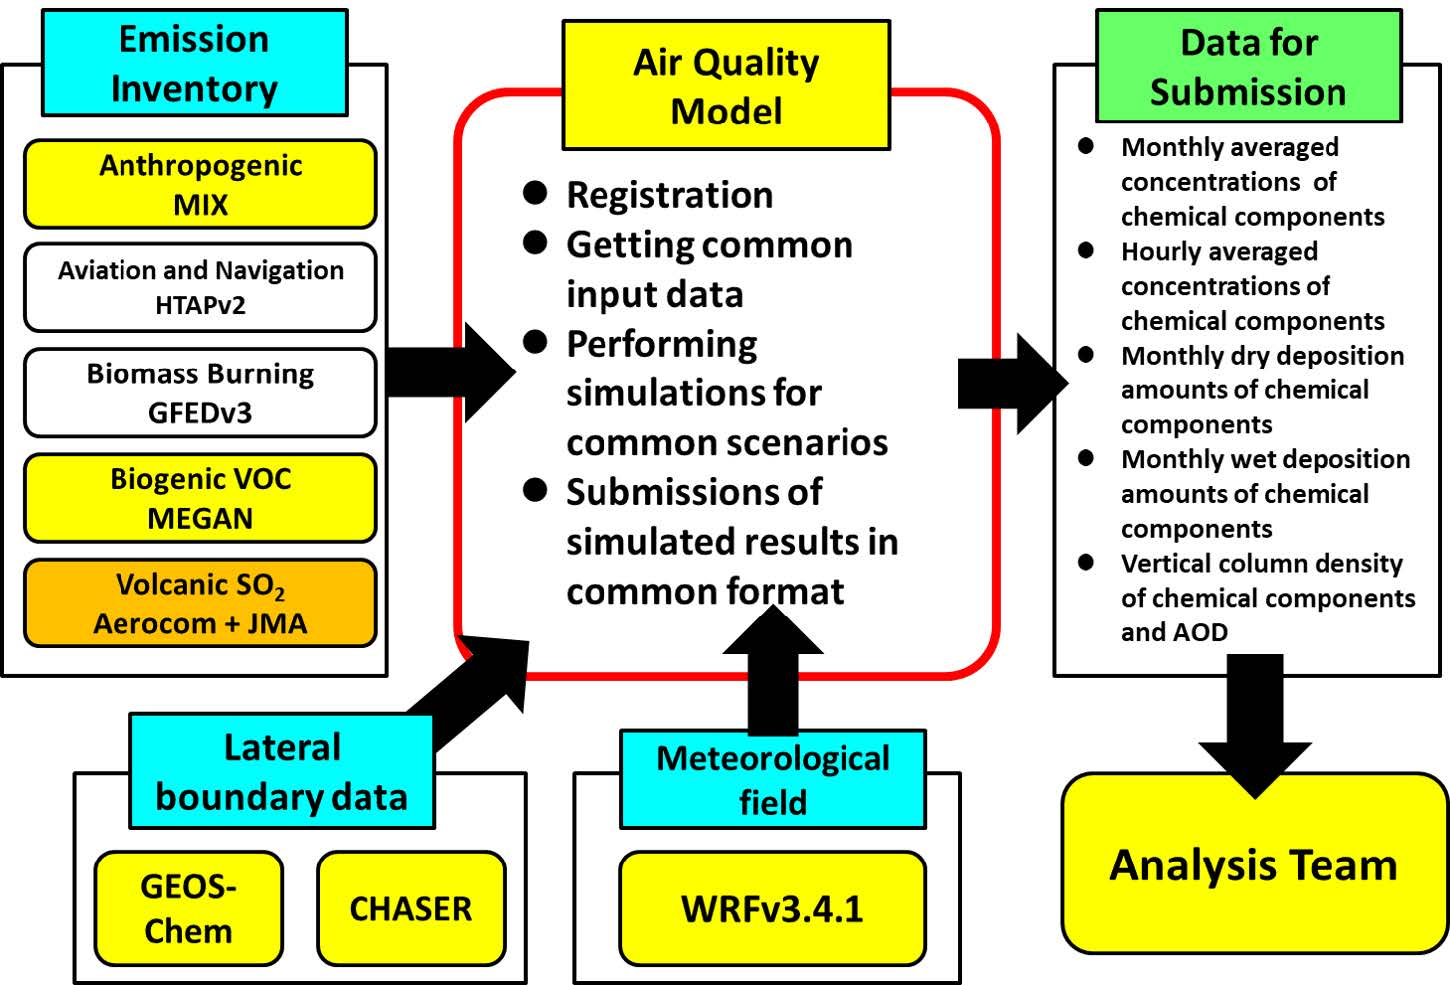 Emission
Inventory
Anthropogenic
MIX
Aviation and Navigation
HTAPv2
Biomass Burning
GFEDv3
Biogenic VOC
MEGAN
Volcanic SO₂
Aerocom + JMA
Air Quality
Model
● Registration
● Getting common
input data
● Performing
simulations for
common scenarios
● Submissions of
simulated results in
common format
Data for
Submission
● Monthly averaged
concentrations of
chemical components
● Hourly averaged
concentrations of
chemical components
● Monthly dry deposition
amounts of chemical
components
● Monthly wet deposition
amounts of chemical
components
● Vertical column density
of chemical components
and AOD
Lateral
boundary data
GEOS-
Chem
CHASER
Meteorological
field
WRFv3.4.1
Analysis Team